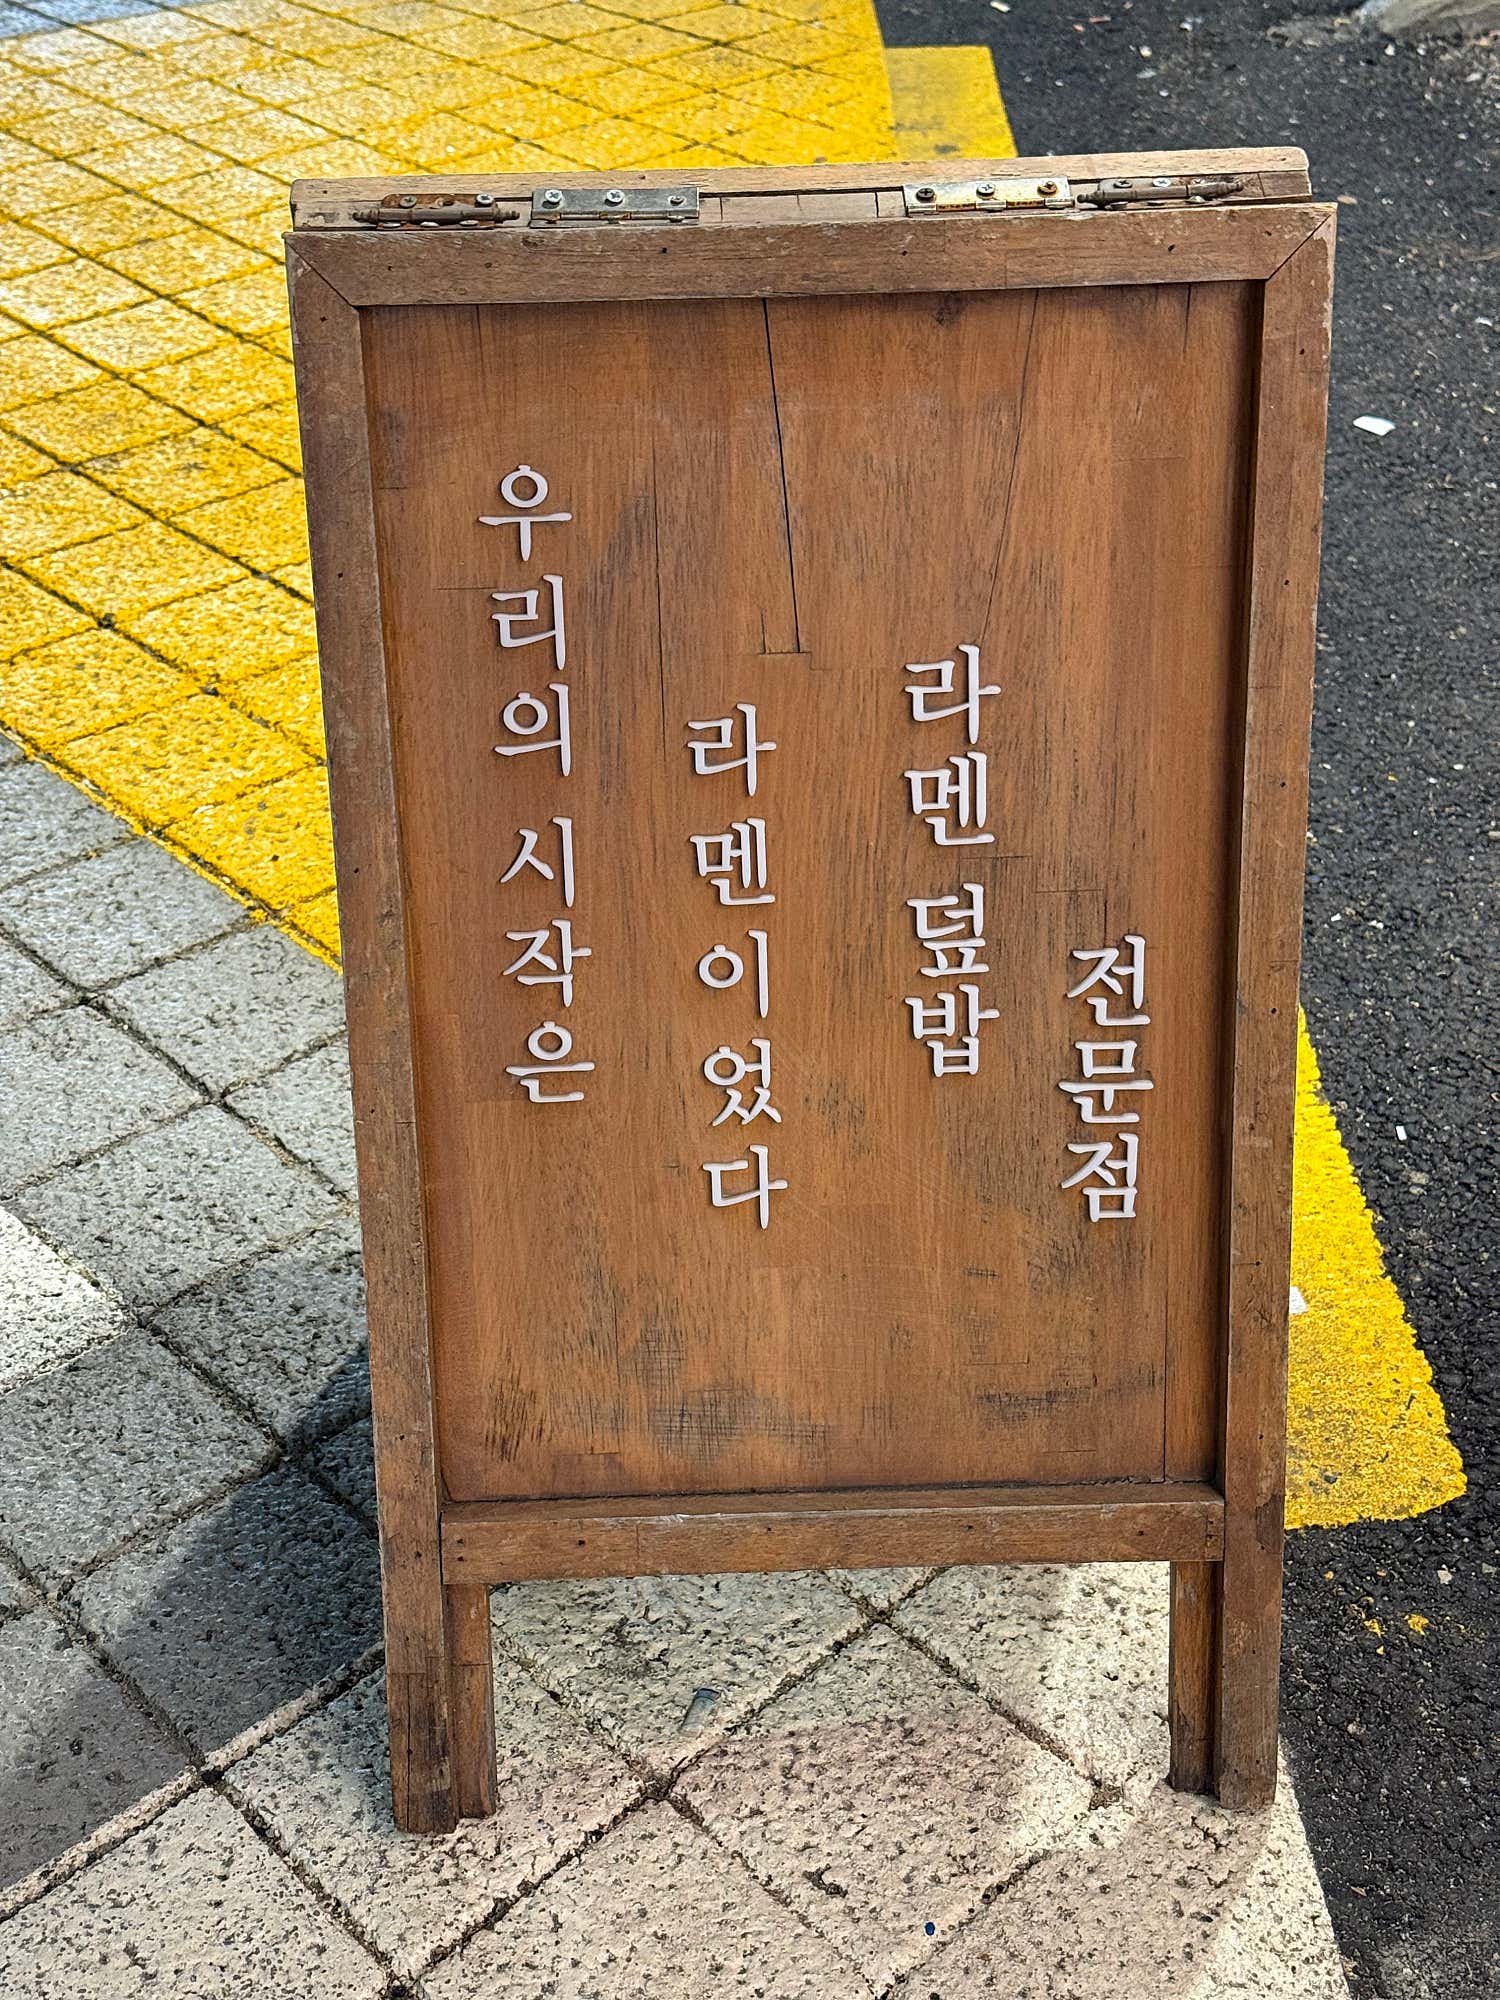 우리의 시작은
라멘이었다
라멘 덮밥
전문점